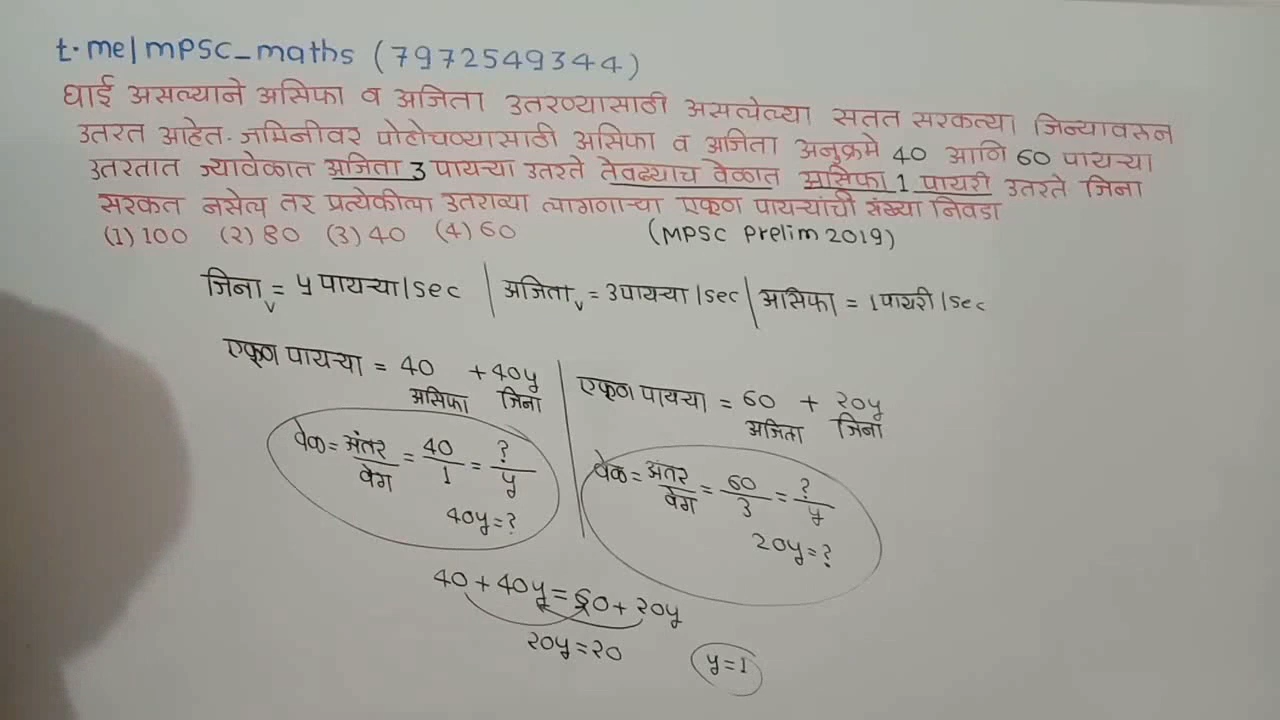 t.me/mpsc_maths (7972549344)
घाई असल्याने असिफा व अजिता उतरण्यासाठी असलेल्या सतत सरकत्या जिन्यावरुन
उतरत आहेत. जमिनीवर पोहोचण्यासाठी असिफा व अजिता अनुक्रमे 40 आणि 60 पायऱ्या
उतरतात ज्यावेळात अजिता 3 पायऱ्या उतरते तेवढ्याच वेळात असिफा 1 पायरी उतरते जिना
सरकत नसेल तर प्रत्येकीला उतराव्या लागणाऱ्या एकूण पायऱ्यांची संख्या निवडा
(1) 100 (2) 80 (3) 40 (4) 60 (MPSC Prelim 2019)
जिना v = y पायऱ्या/sec | अजिता v = 3पायऱ्या/sec | असिफा = 1पायरी/sec
एकूण पायऱ्या = 40 + 40y
असिफा जिना
वेळ = अंतर/वेग = 40/1 = ?/y
40y = ?
एकूण पायऱ्या = 60 + 20y
अजिता जिना
वेळ = अंतर/वेग = 60/3 = ?/y
20y = ?
40 + 40y = 60 + 20y
20y = 20
y = 1